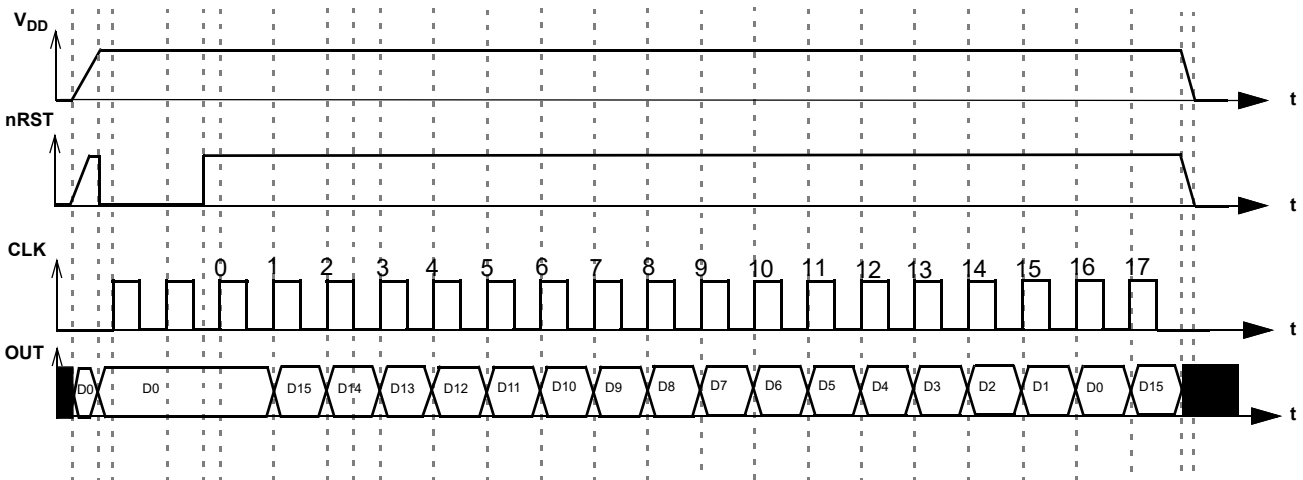 VDD
t
nRST
t
CLK
0 1 2 3 4 5 6 7 8 9 10 11 12 13 14 15 16 17
t
OUT
D0 D0 D15 D14 D13 D12 D11 D10 D9 D8 D7 D6 D5 D4 D3 D2 D1 D0 D15
t